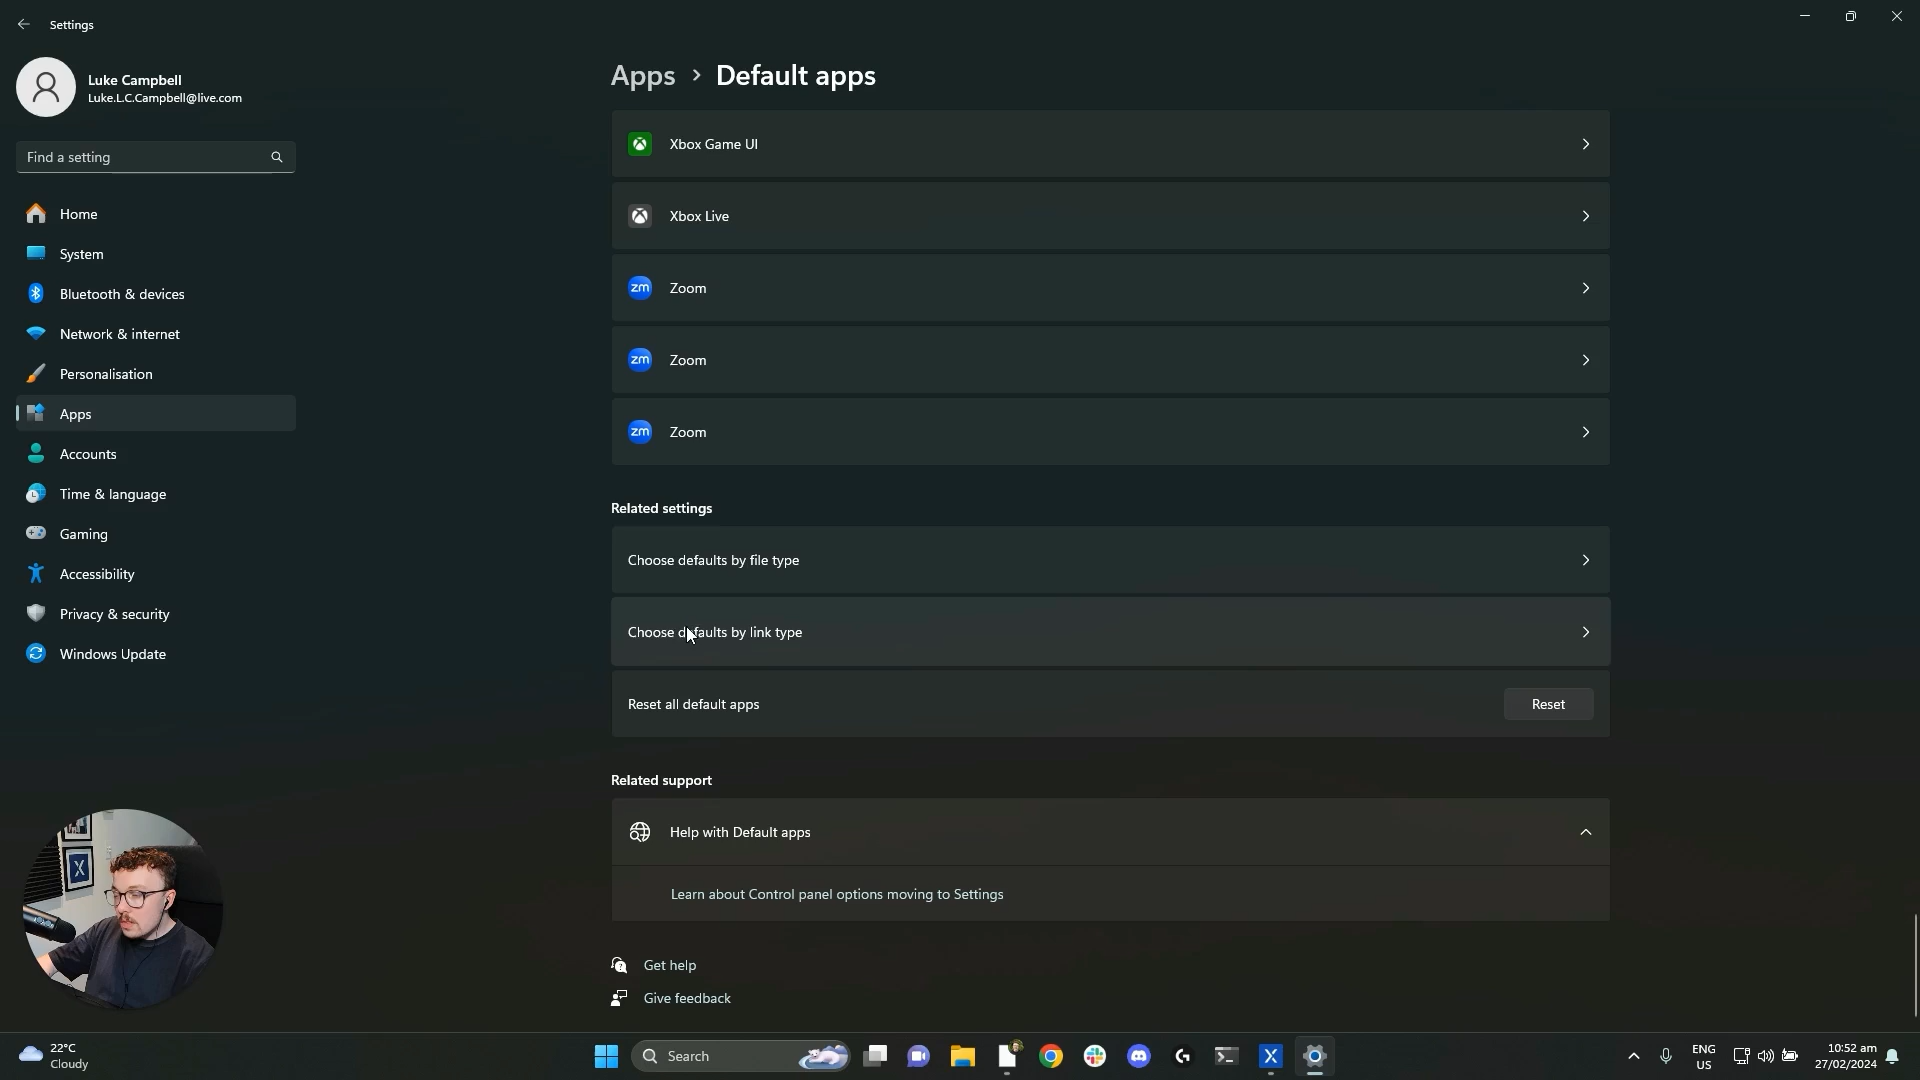 Settings
Luke Campbell
Luke.L.C.Campbell@live.com
Find a setting
Home
System
Bluetooth & devices
Network & internet
Personalisation
Apps
Accounts
Time & language
Gaming
Accessibility
Privacy & security
Windows Update
Apps > Default apps
Xbox Game UI
Xbox Live
zm Zoom
zm Zoom
zm Zoom
Related settings
Choose defaults by file type
Choose defaults by link type
Reset all default apps
Reset
Related support
Help with Default apps
Learn about Control panel options moving to Settings
Get help
Give feedback
22°C
Cloudy
Search
ENG
US
10:52 am
27/02/2024